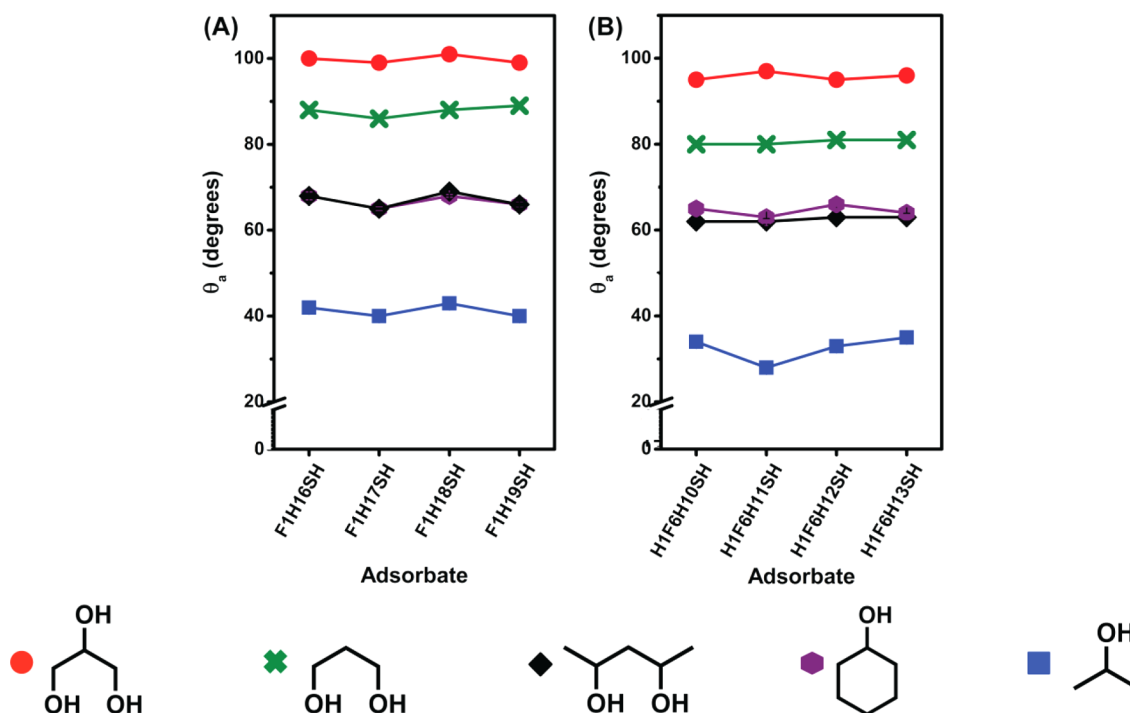 (A)
100
80
60
40
20
0
θa (degrees)
F1H16SH
F1H17SH
F1H18SH
F1H19SH
Adsorbate
(B)
100
80
60
40
20
0
θa (degrees)
H1F6H10SH
H1F6H11SH
H1F6H12SH
H1F6H13SH
Adsorbate
OH
OH OH
OH OH
OH OH
OH
OH